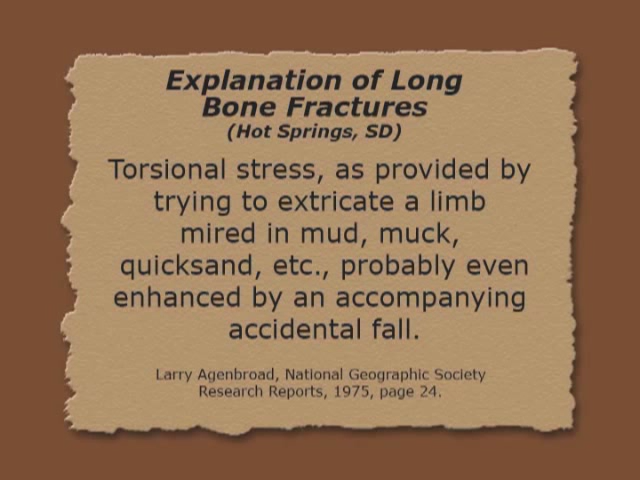 Explanation of Long
Bone Fractures
(Hot Springs, SD)
Torsional stress, as provided by
trying to extricate a limb
mired in mud, muck,
quicksand, etc., probably even
enhanced by an accompanying
accidental fall.
Larry Agenbroad, National Geographic Society
Research Reports, 1975, page 24.